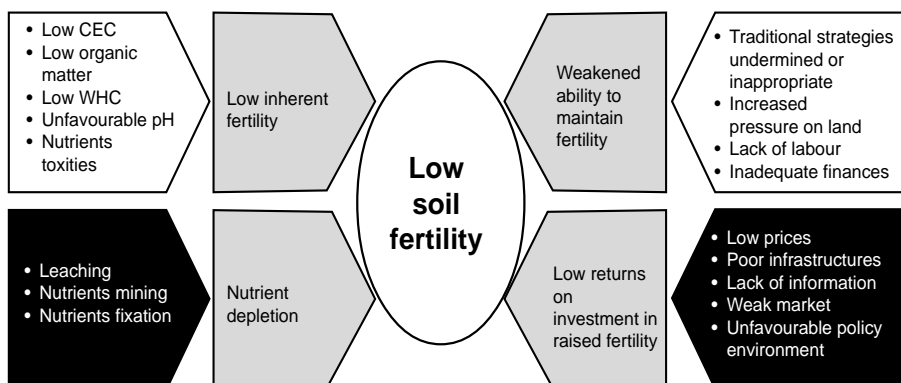 • Low CEC
• Low organic
matter
• Low WHC
• Unfavourable pH
• Nutrients
toxities
Low inherent
fertility
Low
soil
fertility
Weakened
ability to
maintain
fertility
• Traditional strategies
undermined or
inappropriate
• Increased
pressure on land
• Lack of labour
• Inadequate finances
• Leaching
• Nutrients mining
• Nutrients fixation
Nutrient
depletion
Low returns
on
investment in
raised fertility
• Low prices
• Poor infrastructures
• Lack of information
• Weak market
• Unfavourable policy
environment